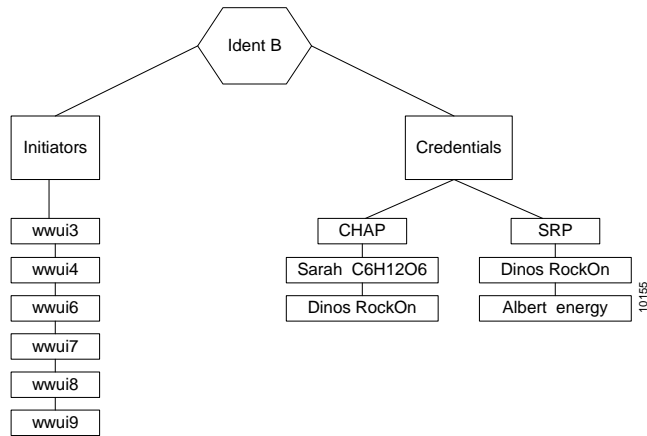 Ident B
Initiators
Credentials
wwui3
wwui4
wwui6
wwui7
wwui8
wwui9
CHAP
Sarah C6H12O6
Dinos RockOn
SRP
Dinos RockOn
Albert energy
10155